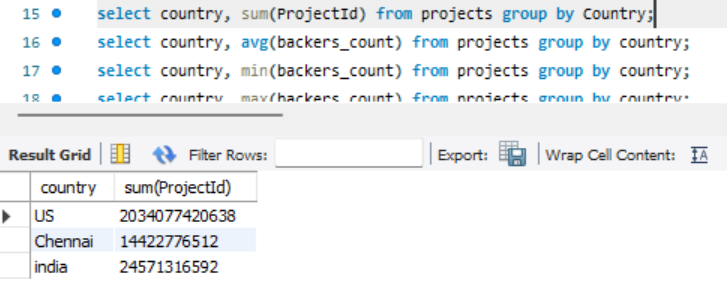 15 select country, sum(ProjectId) from projects group by Country;
16 select country, avg(backers_count) from projects group by country;
17 select country, min(backers_count) from projects group by country;
18 select country, max(backers_count) from projects group by country;
Result Grid Filter Rows: Export: Wrap Cell Content: IA
country sum(ProjectId)
US 2034077420638
Chennai 14422776512
india 24571316592